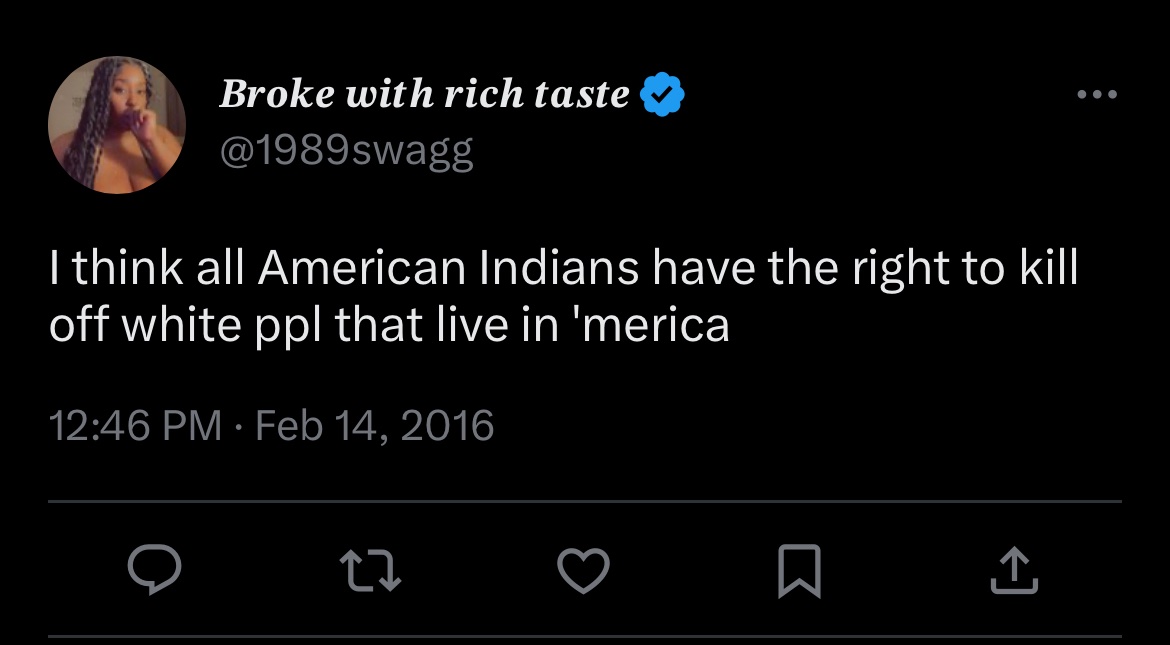 Broke with rich taste
@1989swagg
I think all American Indians have the right to kill
off white ppl that live in 'merica
12:46 PM · Feb 14, 2016